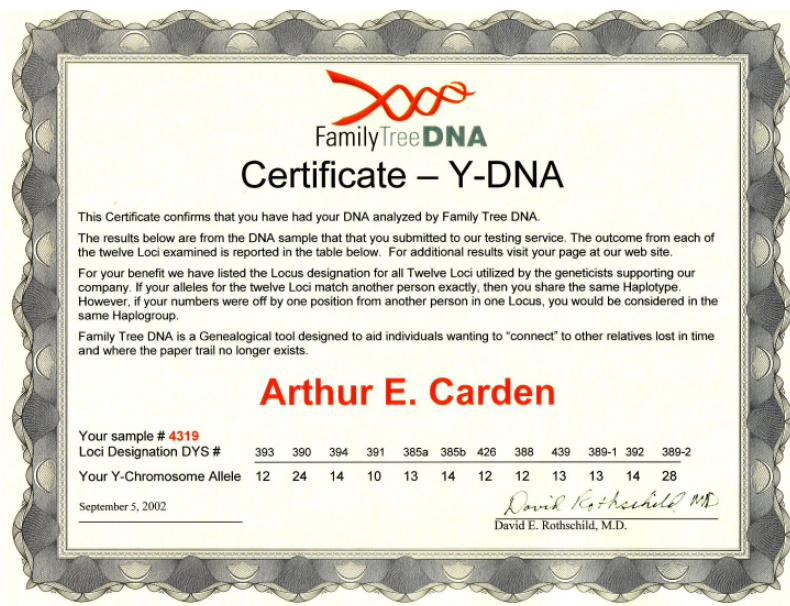 FamilyTreeDNA
Certificate – Y-DNA
This Certificate confirms that you have had your DNA analyzed by Family Tree DNA.
The results below are from the DNA sample that that you submitted to our testing service. The outcome from each of
the twelve Loci examined is reported in the table below. For additional results visit your page at our web site.
For your benefit we have listed the Locus designation for all Twelve Loci utilized by the geneticists supporting our
company. If your alleles for the twelve Loci match another person exactly, then you share the same Haplotype.
However, if your numbers were off by one position from another person in one Locus, you would be considered in the
same Haplogroup.
Family Tree DNA is a Genealogical tool designed to aid individuals wanting to “connect” to other relatives lost in time
and where the paper trail no longer exists.
Arthur E. Carden
Your sample # 4319
Loci Designation DYS # 393 390 394 391 385a 385b 426 388 439 389-1 392 389-2
Your Y-Chromosome Allele 12 24 14 10 13 14 12 12 13 13 14 28
September 5, 2002
David Rothschild MD
David E. Rothschild, M.D.